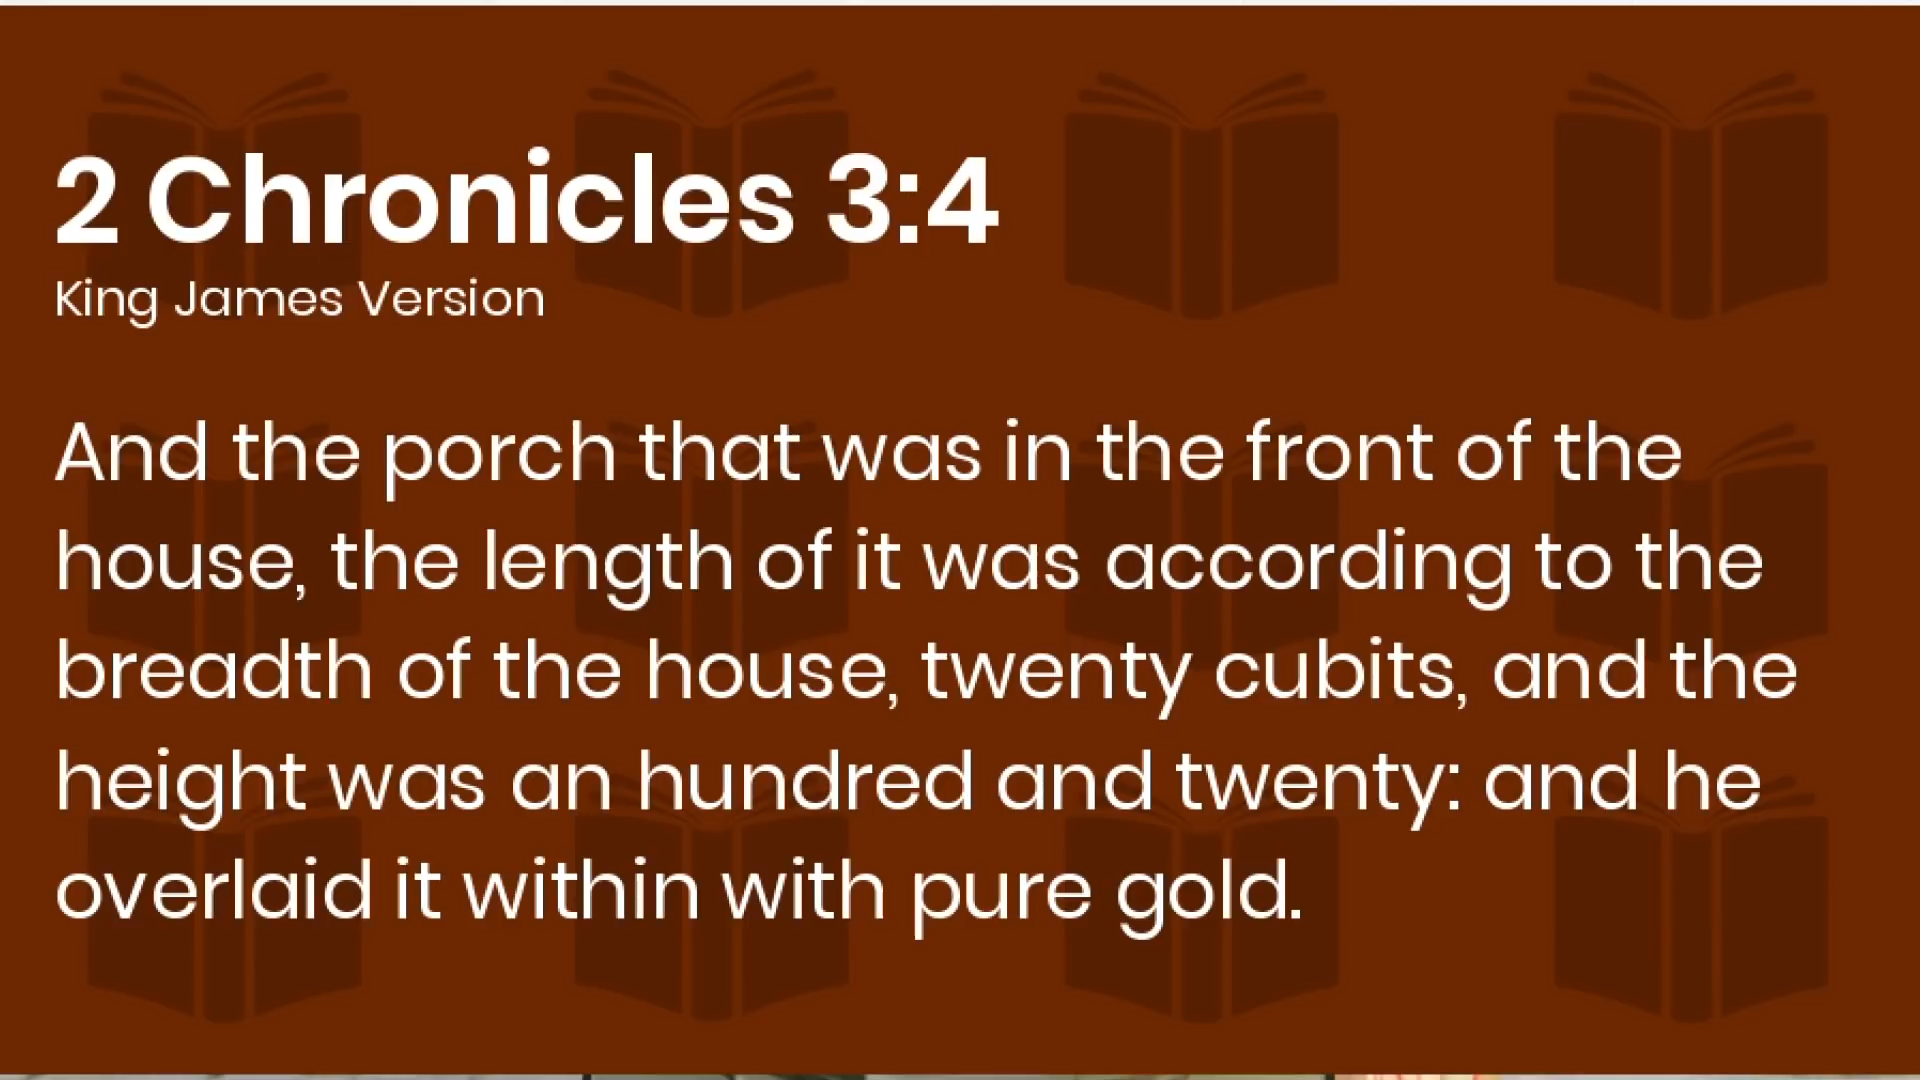 2 Chronicles 3:4
King James Version
And the porch that was in the front of the
house, the length of it was according to the
breadth of the house, twenty cubits, and the
height was an hundred and twenty: and he
overlaid it within with pure gold.